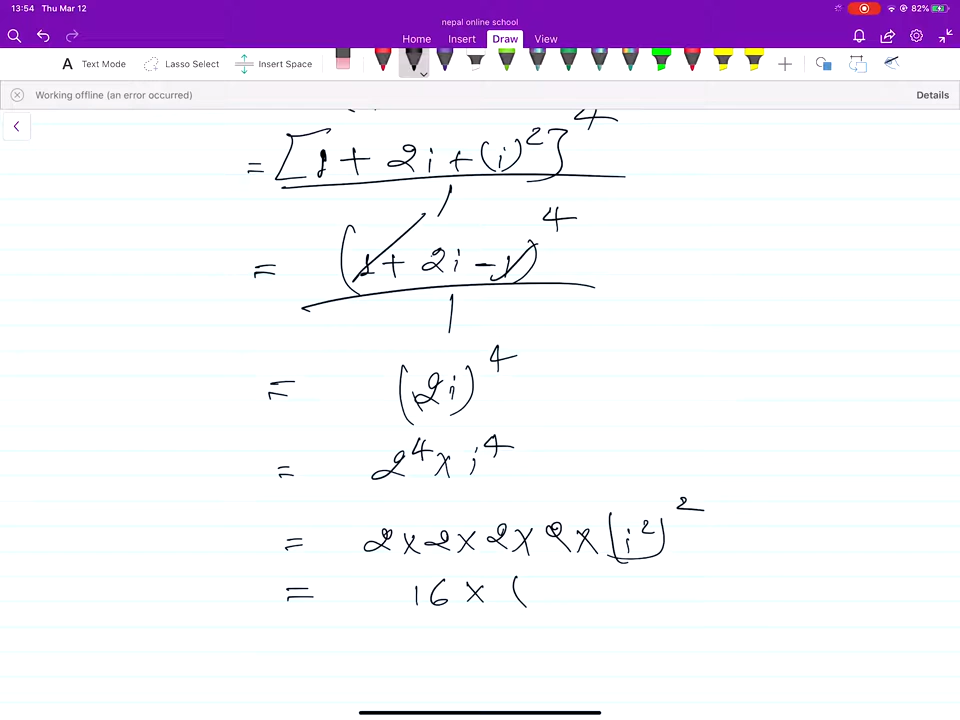 13:54 Thu Mar 12
82%
nepal online school
Home Insert Draw View
A Text Mode Lasso Select Insert Space
Working offline (an error occurred) Details
= [1 + 2i + (i)²]⁴
1
= (1 + 2i - 1)⁴
1
= (2i)⁴
= 2⁴ x i⁴
= 2 x 2 x 2 x 2 x (i²)²
= 16 x (